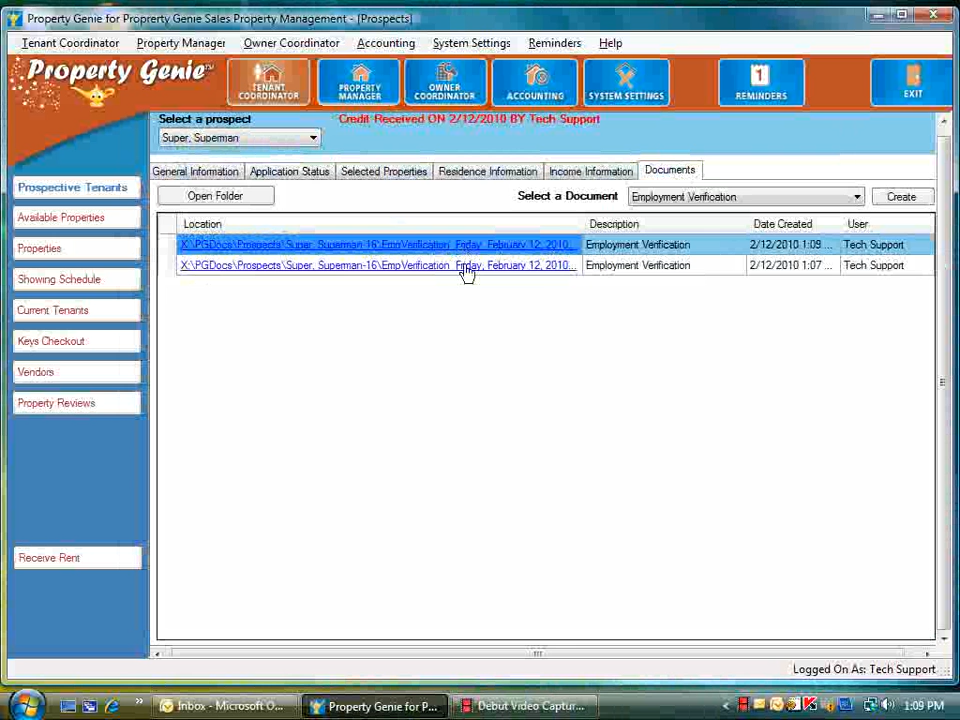 Property Genie for Proprerty Genie Sales Property Management - [Prospects]
Tenant Coordinator Property Manager Owner Coordinator Accounting System Settings Reminders Help
Property Genie™
TENANT COORDINATOR
PROPERTY MANAGER
OWNER COORDINATOR
ACCOUNTING
SYSTEM SETTINGS
1
REMINDERS
EXIT
Select a prospect
Credit Received ON 2/12/2010 BY Tech Support
Super, Superman
General Information Application Status Selected Properties Residence Information Income Information Documents
Open Folder Select a Document Employment Verification Create
Location Description Date Created User
X:\PGDocs\Prospects\Super, Superman-16\EmpVerification_Friday, February 12, 2010... Employment Verification 2/12/2010 1:09 ... Tech Support
X:\PGDocs\Prospects\Super, Superman-16\EmpVerification_Friday, February 12, 2010... Employment Verification 2/12/2010 1:07 ... Tech Support
Prospective Tenants
Available Properties
Properties
Showing Schedule
Current Tenants
Keys Checkout
Vendors
Property Reviews
Receive Rent
Logged On As: Tech Support
Inbox - Microsoft O... Property Genie for P... Debut Video Captur... 1:09 PM